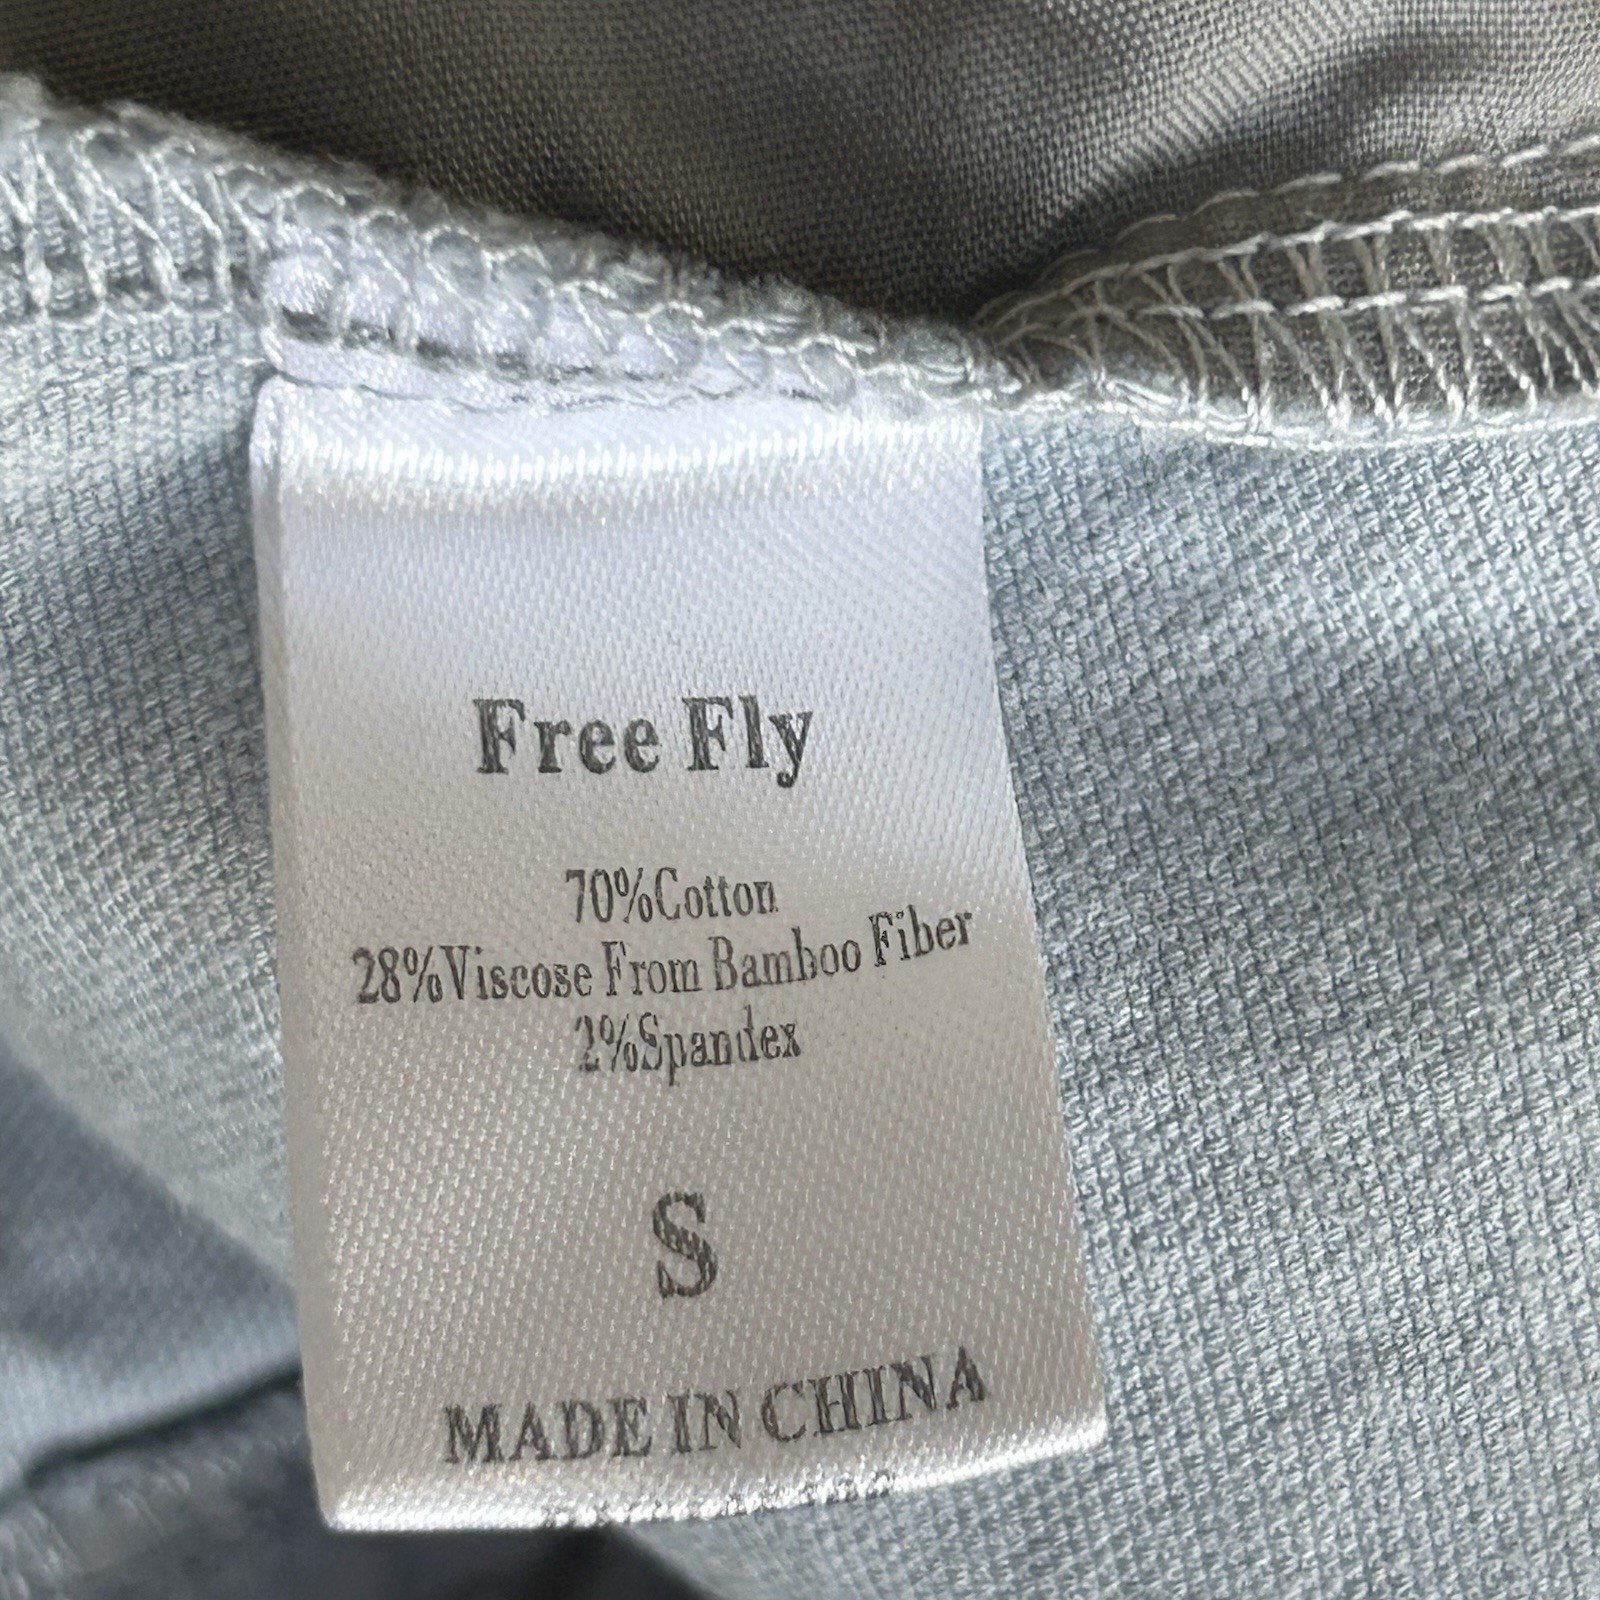 Free Fly
70%Cotton
28%Viscose From Bamboo Fiber
2%Spandex
S
MADE IN CHINA